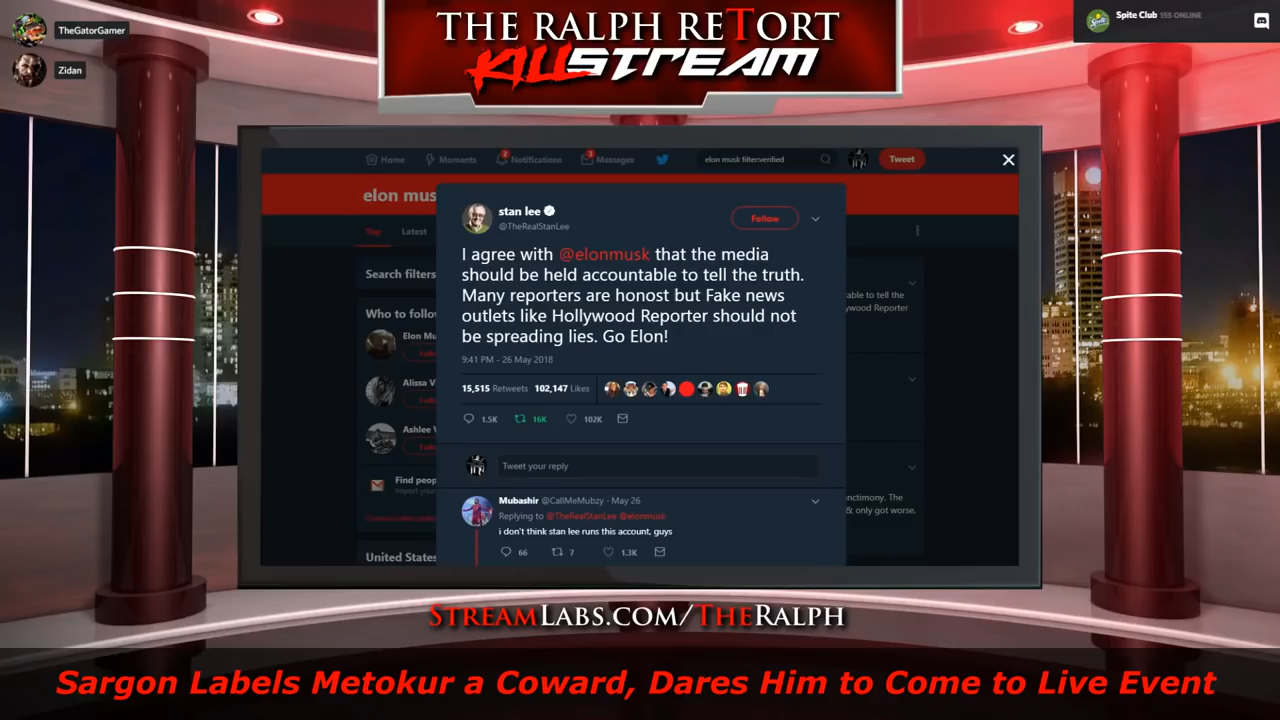 TheGatorGamer
Zidan
THE RALPH RETORT
KILLSTREAM
Spite Club 155 ONLINE
Home Moments Notifications Messages elon musk filter:verified Tweet
2
3
elon mus
Top Latest
Search filters
Who to follow
Elon Mu
Alissa V
Ashlee V
Find peop
United States
stan lee
@TheRealStanLee
Follow
I agree with @elonmusk that the media
should be held accountable to tell the truth.
Many reporters are honost but Fake news
outlets like Hollywood Reporter should not
be spreading lies. Go Elon!
9:41 PM - 26 May 2018
15,515 Retweets 102,147 Likes
1.5K 16K 102K
Tweet your reply
Mubashir @CallMeMubzy · May 26
Replying to @TheRealStanLee @elonmusk
i don't think stan lee runs this account, guys
66 7 1.3K
able to tell the
ywood Reporter
nctimony. The
& only got worse.
STREAMLABS.COM/THERALPH
Sargon Labels Metokur a Coward, Dares Him to Come to Live Event